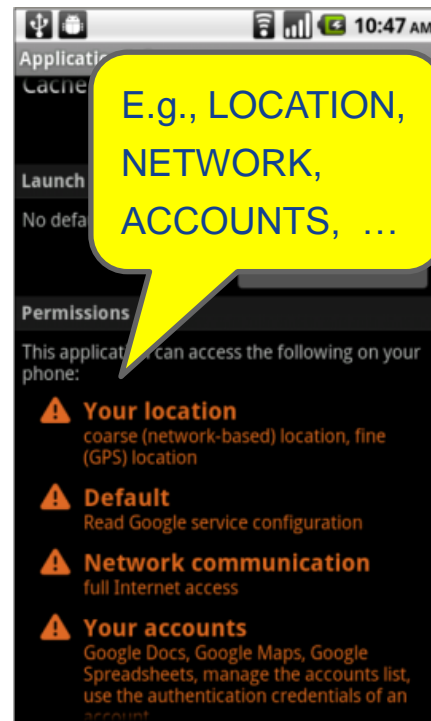 10:47 AM
Applicatio
Cache
E.g., LOCATION,
NETWORK,
ACCOUNTS, …
Launch
No defa
Permissions
This application can access the following on your
phone:
Your location
coarse (network-based) location, fine
(GPS) location
Default
Read Google service configuration
Network communication
full Internet access
Your accounts
Google Docs, Google Maps, Google
Spreadsheets, manage the accounts list,
use the authentication credentials of an
account